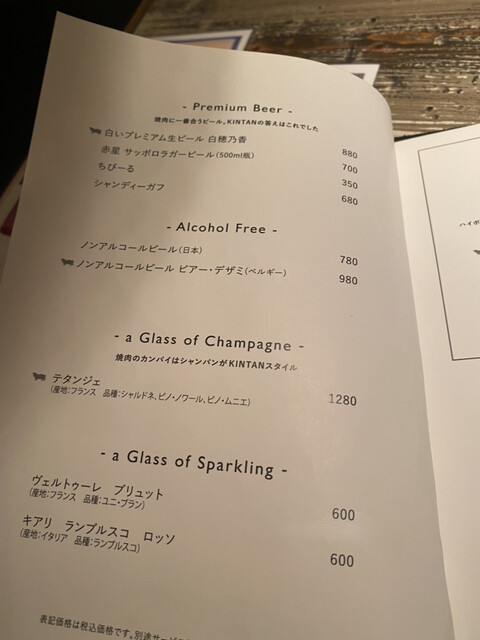 - Premium Beer -
焼肉に一番合うビール。KINTANの答えはこれでした
白いプレミアム生ビール 白穂乃香 880
赤星 サッポロラガービール(500ml瓶) 700
ちびーる 350
シャンディーガフ 680
- Alcohol Free -
ノンアルコールビール(日本) 780
ノンアルコールビール ビアー・デザミ(ベルギー) 980
- a Glass of Champagne -
焼肉のカンパイはシャンパンがKINTANスタイル
テタンジェ
(産地:フランス 品種:シャルドネ、ピノ・ノワール、ピノ・ムニエ) 1280
- a Glass of Sparkling -
ヴェルトゥーレ ブリュット
(産地:フランス 品種:ユニ・ブラン) 600
キアリ ランブルスコ ロッソ
(産地:イタリア 品種:ランブルスコ) 600
表記価格は税込価格です。別途サー
ハイボ